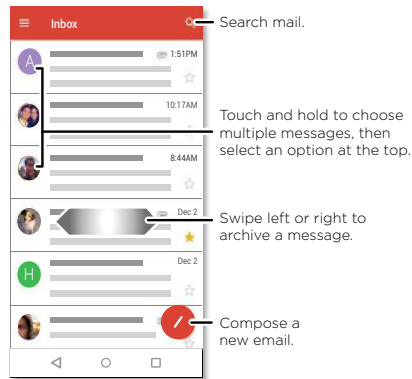 Inbox
Search mail.
A
1:51PM
10:17AM
Touch and hold to choose
multiple messages, then
select an option at the top.
8:44AM
Dec 2
Swipe left or right to
archive a message.
Dec 2
H
Compose a
new email.